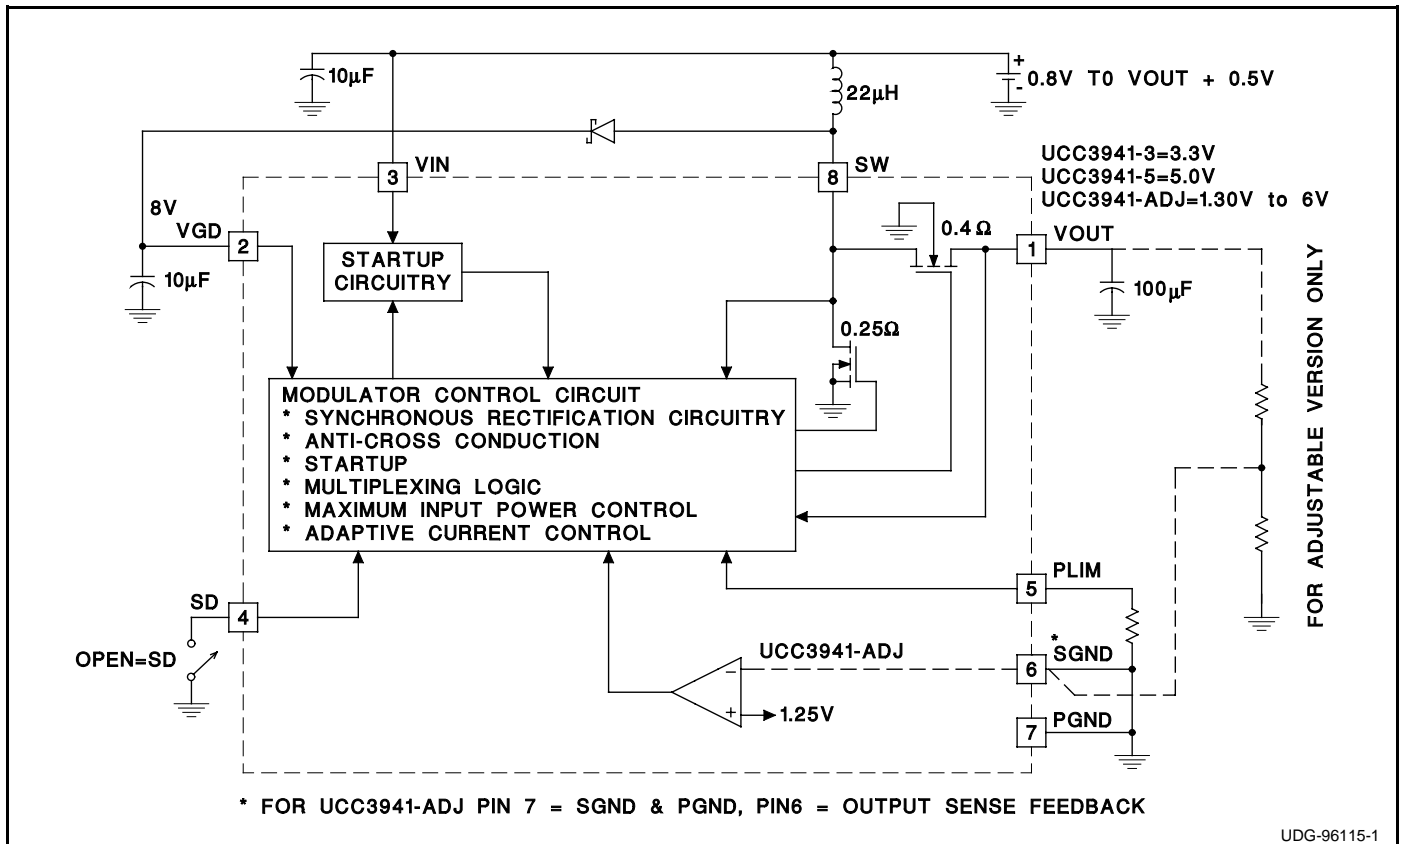 10µF
+
-
0.8V T0 VOUT + 0.5V
22µH
3
VIN
8
SW
UCC3941-3=3.3V
UCC3941-5=5.0V
UCC3941-ADJ=1.30V to 6V
8V
VGD
2
10µF
STARTUP
CIRCUITRY
0.4Ω
1
VOUT
100µF
0.25Ω
FOR ADJUSTABLE VERSION ONLY
MODULATOR CONTROL CIRCUIT
* SYNCHRONOUS RECTIFICATION CIRCUITRY
* ANTI-CROSS CONDUCTION
* STARTUP
* MULTIPLEXING LOGIC
* MAXIMUM INPUT POWER CONTROL
* ADAPTIVE CURRENT CONTROL
SD
4
OPEN=SD
5
PLIM
UCC3941-ADJ
6
*
SGND
−
+
1.25V
7
PGND
* FOR UCC3941-ADJ PIN 7 = SGND & PGND, PIN6 = OUTPUT SENSE FEEDBACK
UDG-96115-1